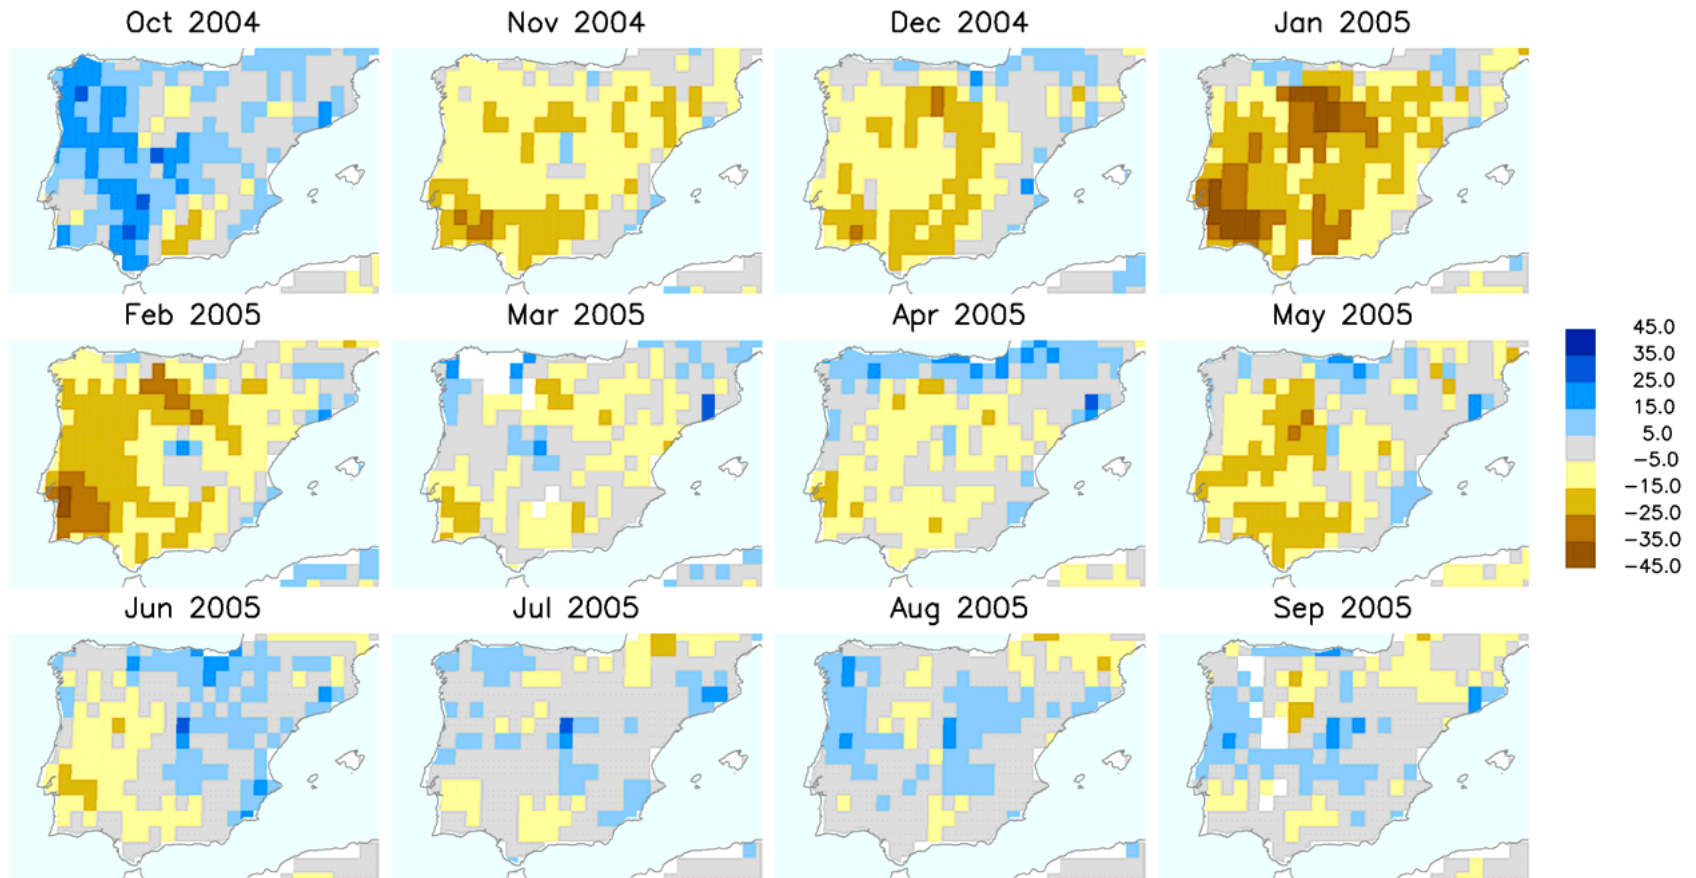 Oct 2004
Nov 2004
Dec 2004
Jan 2005
Feb 2005
Mar 2005
Apr 2005
May 2005
45.0
35.0
25.0
15.0
5.0
−5.0
−15.0
−25.0
−35.0
−45.0
Jun 2005
Jul 2005
Aug 2005
Sep 2005